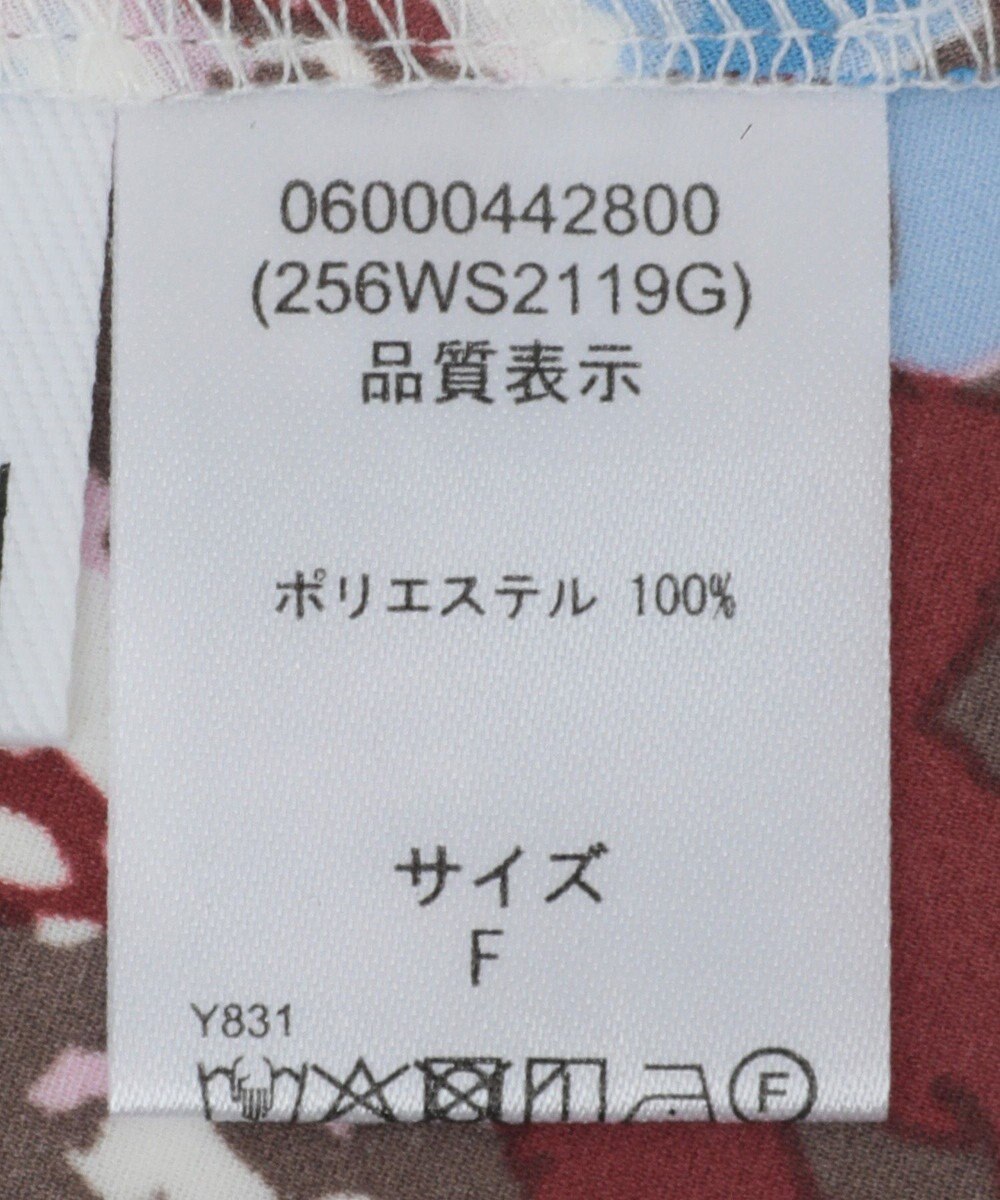 06000442800
(256WS2119G)
品質表示
ポリエステル 100%
サイズ
F
Y831
F